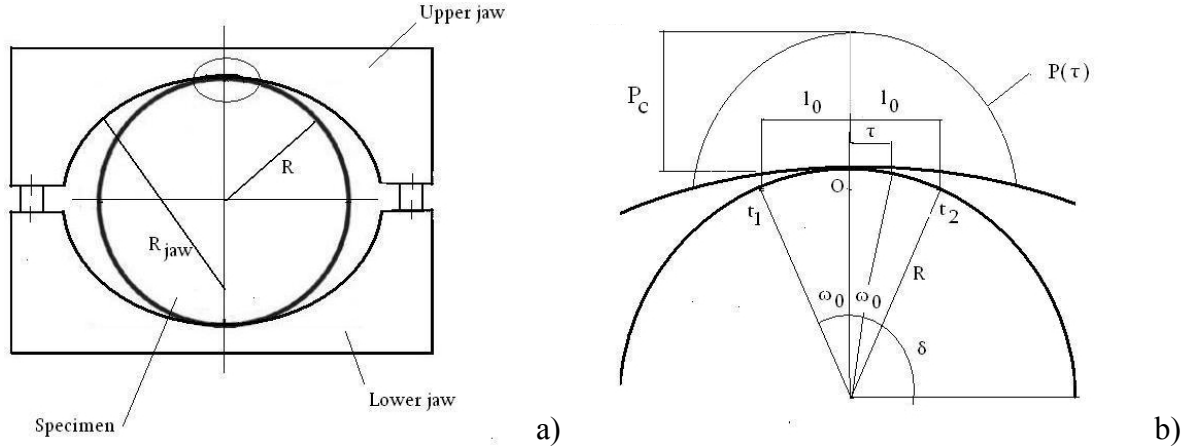 Upper jaw
R
R jaw
Specimen
Lower jaw
a)
P(τ)
P c
l 0 l 0
τ
O
t 1
t 2
R
ω 0 ω 0
δ
b)